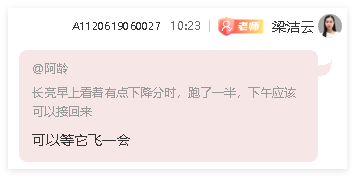 A1120619060027 10:23 老师 梁洁云
@阿龄
长亮早上看着有点下降分时，跑了一半，下午应该
可以接回来
可以等它飞一会